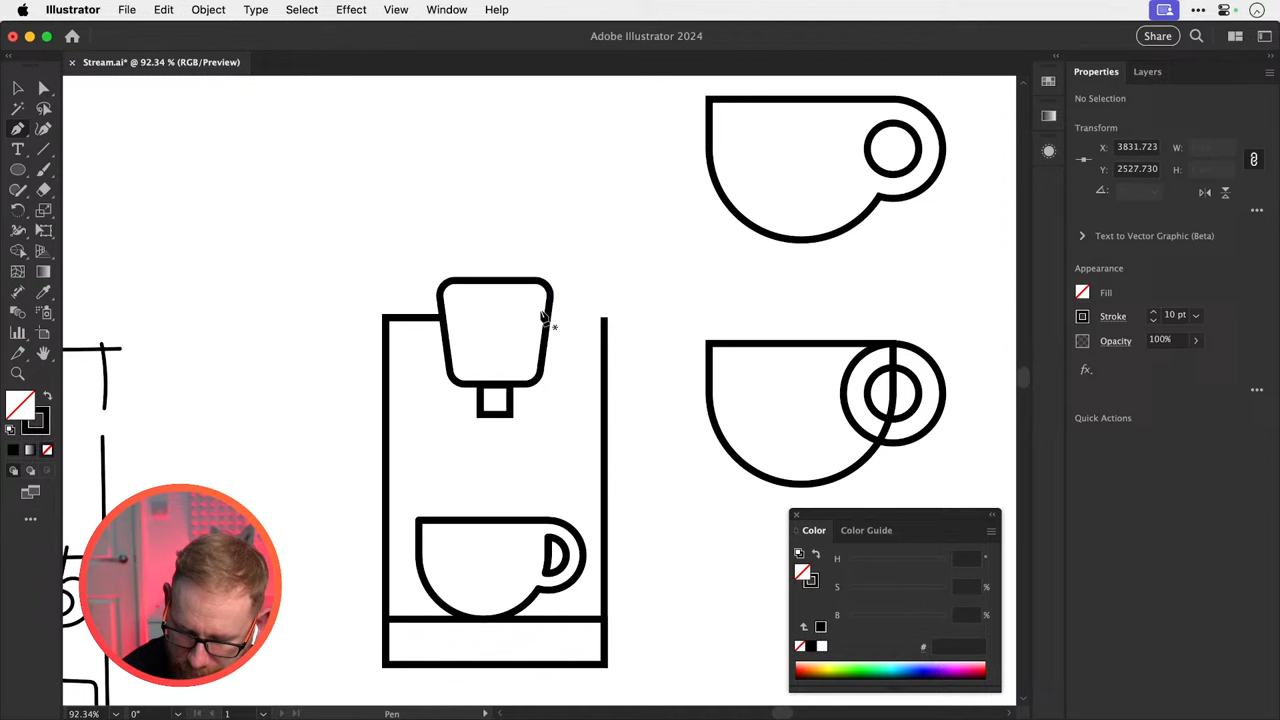 Illustrator File Edit Object Type Select Effect View Window Help
Adobe Illustrator 2024
Share
Stream.ai* @ 92.34 % (RGB/Preview)
Properties Layers
No Selection
Transform
X: 3831.723 W:
Y: 2527.730 H:
Text to Vector Graphic (Beta)
Appearance
Fill
Stroke 10 pt
Opacity 100%
fx.
Quick Actions
Color Color Guide
H °
S %
B %
#
92.34% 0° 1 Pen